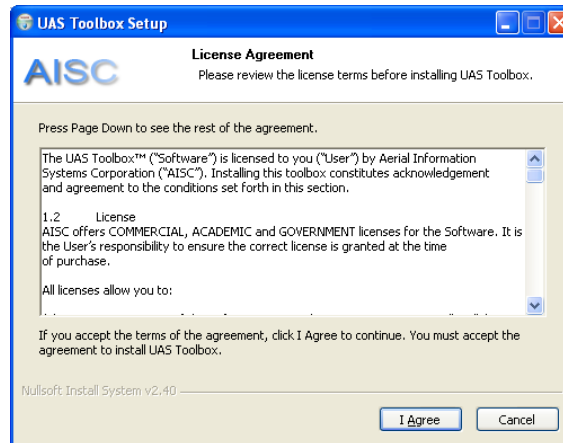 UAS Toolbox Setup
AISC
License Agreement
Please review the license terms before installing UAS Toolbox.
Press Page Down to see the rest of the agreement.
The UAS Toolbox™ (“Software”) is licensed to you (“User”) by Aerial Information
Systems Corporation (“AISC”). Installing this toolbox constitutes acknowledgement
and agreement to the conditions set forth in this section.
1.2 License
AISC offers COMMERCIAL, ACADEMIC and GOVERNMENT licenses for the Software. It is
the User’s responsibility to ensure the correct license is granted at the time
of purchase.
All licenses allow you to:
If you accept the terms of the agreement, click I Agree to continue. You must accept the
agreement to install UAS Toolbox.
Nullsoft Install System v2.40
I Agree
Cancel